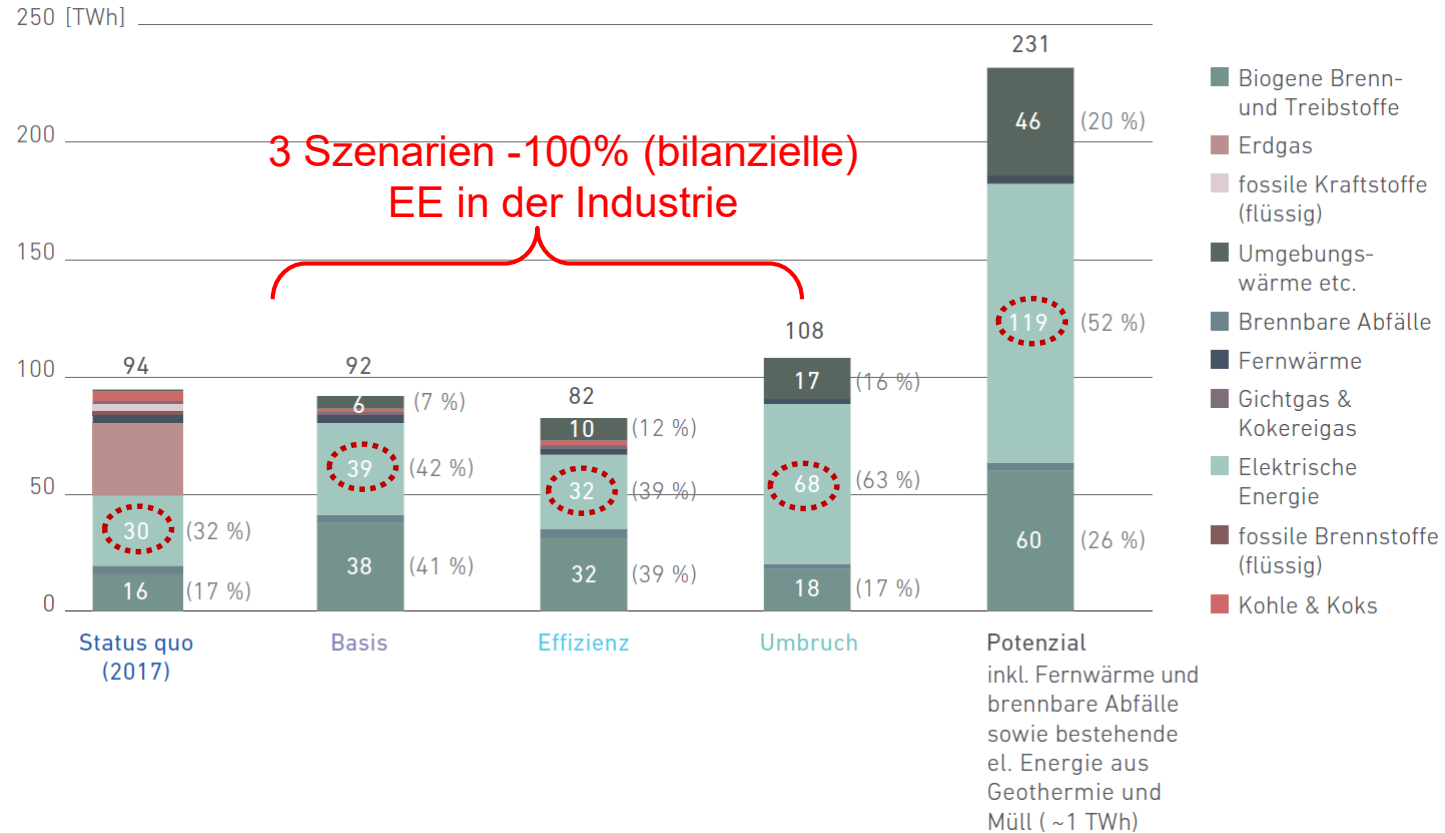 250 [TWh]
200
150
100
50
0
3 Szenarien -100% (bilanzielle)
EE in der Industrie
94
30
(32 %)
16
(17 %)
Status quo
(2017)
92
6
(7 %)
39
(42 %)
38
(41 %)
Basis
82
10
(12 %)
32
(39 %)
32
(39 %)
Effizienz
108
17
(16 %)
68
(63 %)
18
(17 %)
Umbruch
231
46
(20 %)
119
(52 %)
60
(26 %)
Potenzial
inkl. Fernwärme und
brennbare Abfälle
sowie bestehende
el. Energie aus
Geothermie und
Müll ( ~1 TWh)
Biogene Brenn-
und Treibstoffe
Erdgas
fossile Kraftstoffe
(flüssig)
Umgebungs-
wärme etc.
Brennbare Abfälle
Fernwärme
Gichtgas &
Kokereigas
Elektrische
Energie
fossile Brennstoffe
(flüssig)
Kohle & Koks